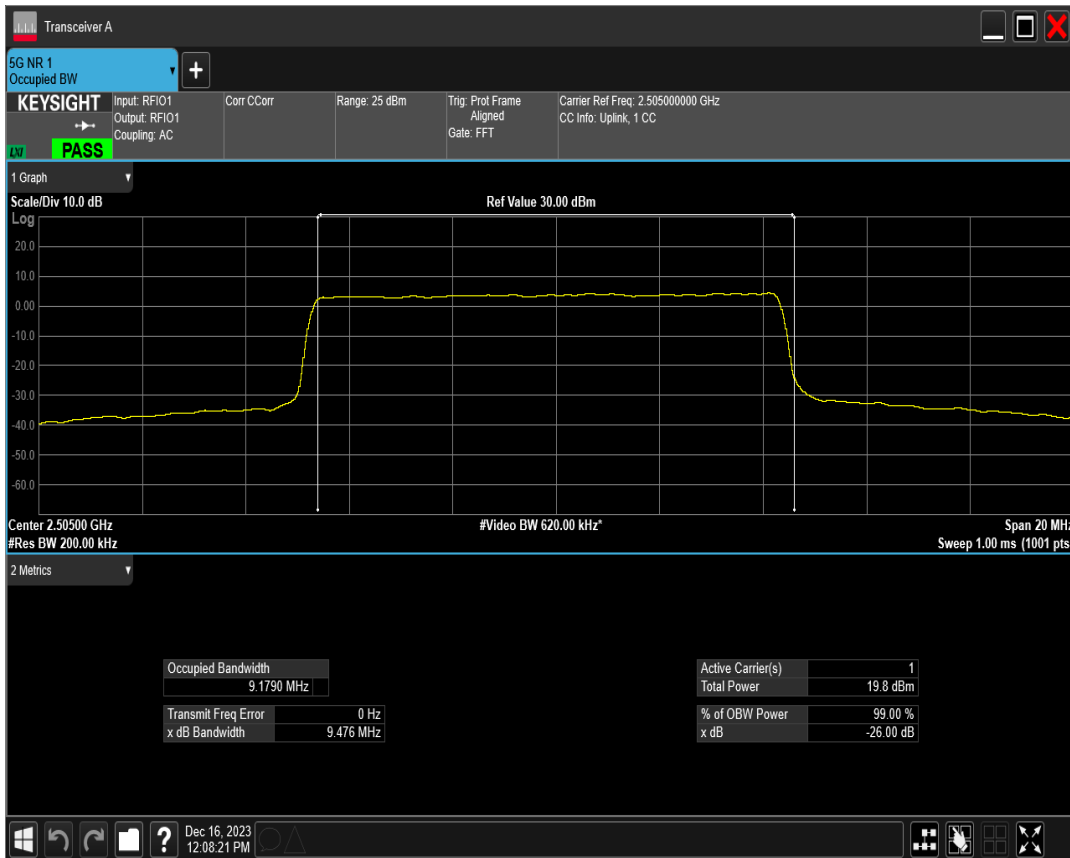 Transceiver A
5G NR 1
Occupied BW
+
KEYSIGHT
LXI
PASS
Input: RFIO1
Output: RFIO1
Coupling: AC
Corr CCorr
Range: 25 dBm
Trig: Prot Frame
Aligned
Gate: FFT
Carrier Ref Freq: 2.505000000 GHz
CC Info: Uplink, 1 CC
1 Graph
Scale/Div 10.0 dB
Ref Value 30.00 dBm
Log
20.0
10.0
0.00
-10.0
-20.0
-30.0
-40.0
-50.0
-60.0
Center 2.50500 GHz
#Video BW 620.00 kHz*
Span 20 MHz
#Res BW 200.00 kHz
Sweep 1.00 ms (1001 pts
2 Metrics
Occupied Bandwidth
9.1790 MHz
Transmit Freq Error 0 Hz
x dB Bandwidth 9.476 MHz
Active Carrier(s) 1
Total Power 19.8 dBm
% of OBW Power 99.00 %
x dB -26.00 dB
?
Dec 16, 2023
12:08:21 PM